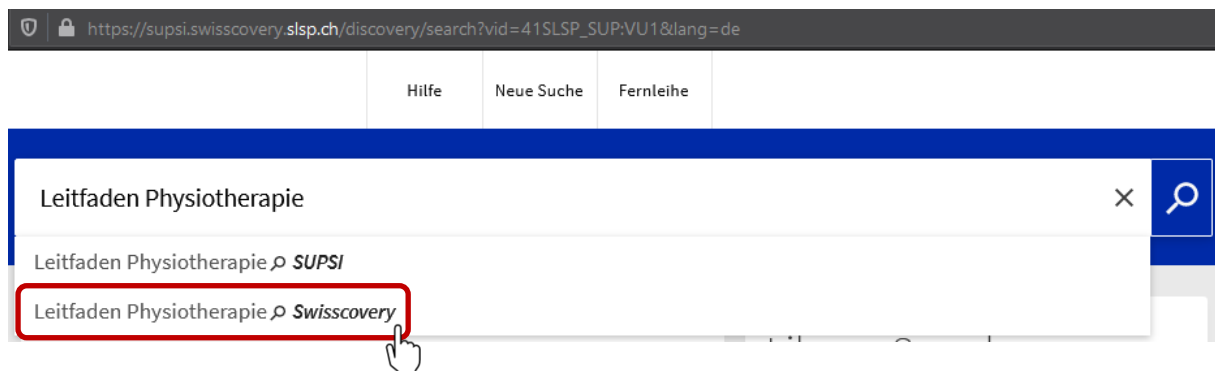 https://supsi.swisscovery.slsp.ch/discovery/search?vid=41SLSP_SUP:VU1&lang=de
Hilfe Neue Suche Fernleihe
Leitfaden Physiotherapie
Leitfaden Physiotherapie SUPSI
Leitfaden Physiotherapie Swisscovery